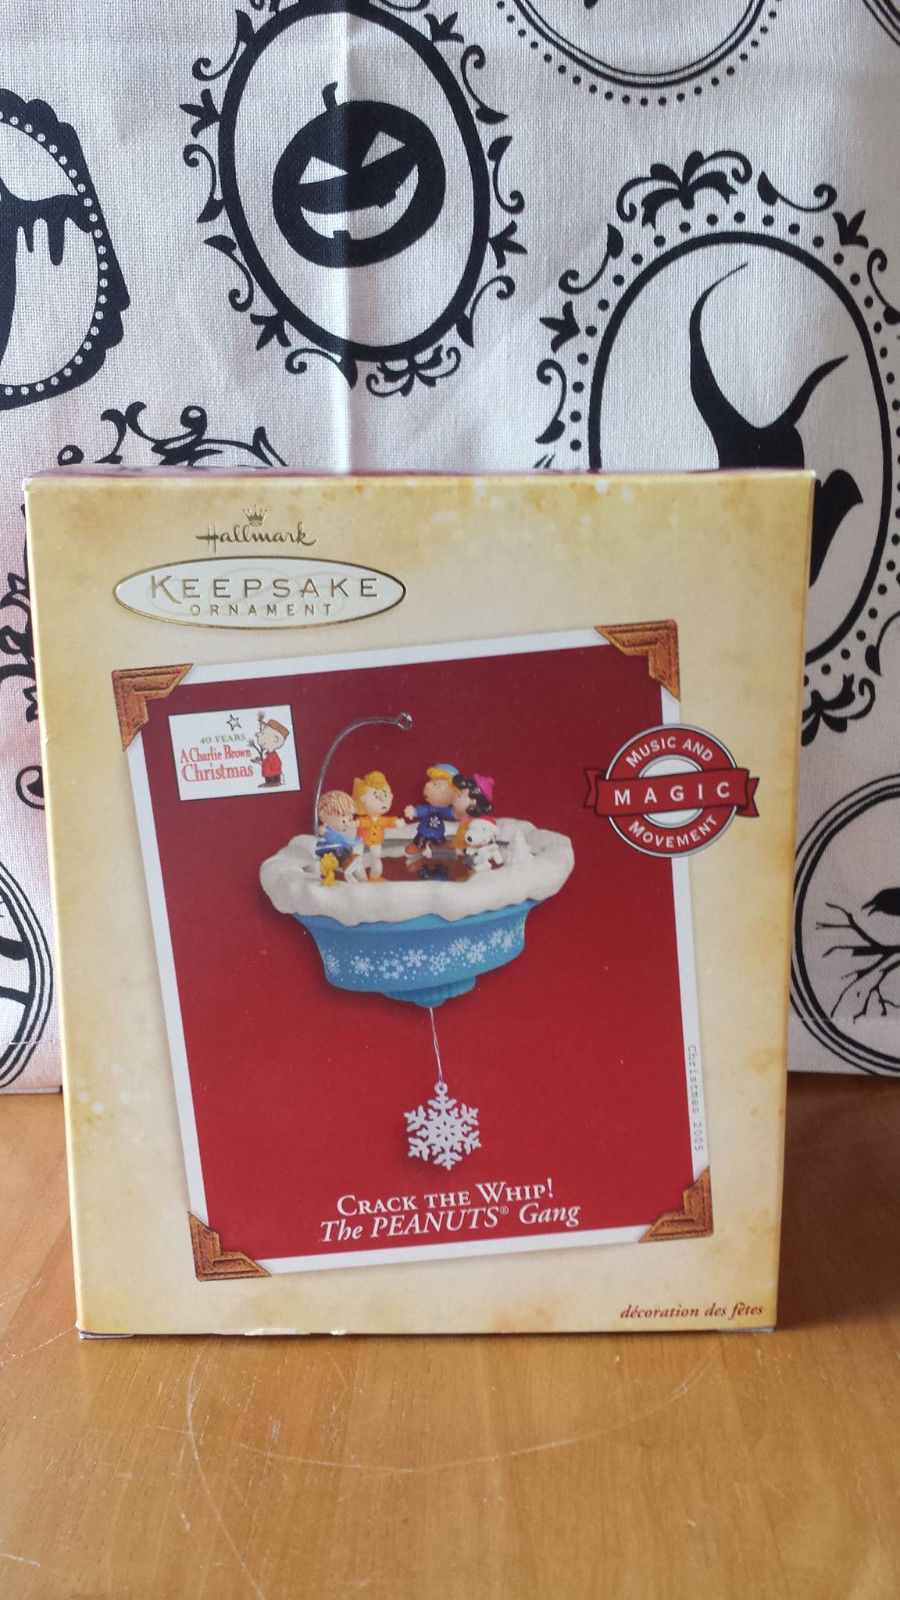 Hallmark
KEEPSAKE
ORNAMENT
40 YEARS
A Charlie Brown
Christmas
MUSIC AND
MAGIC
MOVEMENT
Christmas 2005
CRACK THE WHIP!
The PEANUTS® Gang
décoration des fêtes